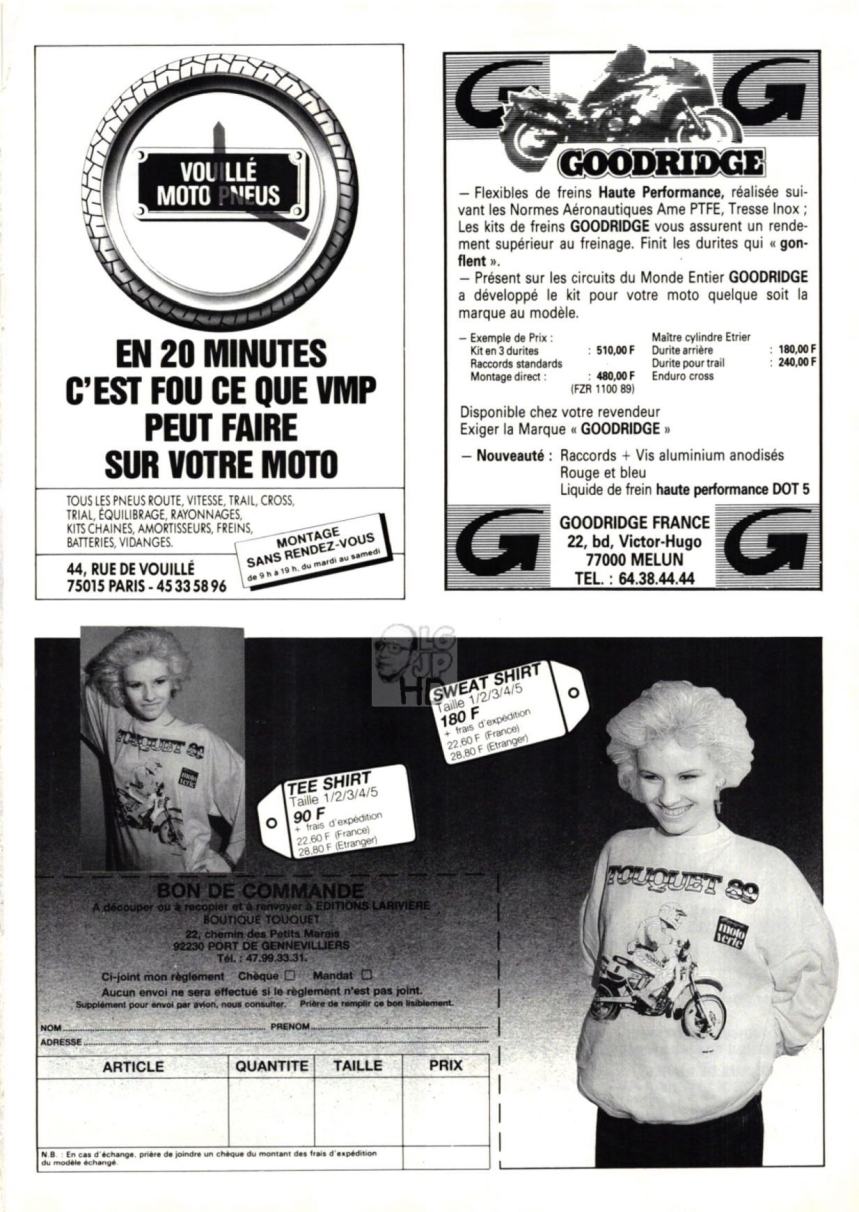 VOUILLÉ
MOTO PNEUS
EN 20 MINUTES
C'EST FOU CE QUE VMP
PEUT FAIRE
SUR VOTRE MOTO
TOUS LES PNEUS ROUTE, VITESSE, TRAIL, CROSS,
TRIAL, ÉQUILIBRAGE, RAYONNAGES,
KITS CHAINES, AMORTISSEURS, FREINS,
BATTERIES, VIDANGES.
MONTAGE
SANS RENDEZ-VOUS
de 9 h à 19 h. du mardi au samedi
44, RUE DE VOUILLÉ
75015 PARIS - 45 33 58 96
GOODRIDGE
— Flexibles de freins Haute Performance, réalisée sui-
vant les Normes Aéronautiques Ame PTFE, Tresse Inox ;
Les kits de freins GOODRIDGE vous assurent un rende-
ment supérieur au freinage. Finit les durites qui « gon-
flent ».
— Présent sur les circuits du Monde Entier GOODRIDGE
a développé le kit pour votre moto quelque soit la
marque au modèle.
— Exemple de Prix :
Kit en 3 durites : 510,00 F
Raccords standards
Montage direct : : 480,00 F
(FZR 1100 89)
Maître cylindre Etrier
Durite arrière : 180,00 F
Durite pour trail : 240,00 F
Enduro cross
Disponible chez votre revendeur
Exiger la Marque « GOODRIDGE »
— Nouveauté : Raccords + Vis aluminium anodisés
Rouge et bleu
Liquide de frein haute performance DOT 5
GOODRIDGE FRANCE
22, bd, Victor-Hugo
77000 MELUN
TEL. : 64.38.44.44
LG
JP
HD
SWEAT SHIRT
Taille 1/2/3/4/5
180 F
+ frais d'expédition
22,60 F (France)
28,80 F (Etranger)
TOUQUET 89
moto
verte
TEE SHIRT
Taille 1/2/3/4/5
90 F
+ frais d'expédition
22,60 F (France)
28,80 F (Etranger)
TOUQUET 89
moto
verte
BON DE COMMANDE
A découper ou à recopier et à renvoyer à EDITIONS LARIVIERE
BOUTIQUE TOUQUET
22, chemin des Petits Marais
92230 PORT DE GENNEVILLIERS
Tél. : 47.99.33.31.
Ci-joint mon règlement Chèque ☐ Mandat ☐
Aucun envoi ne sera effectué si le règlement n'est pas joint.
Supplément pour envoi par avion, nous consulter. Prière de remplir ce bon lisiblement.
NOM PRENOM
ADRESSE
ARTICLE QUANTITE TAILLE PRIX
N.B. : En cas d'échange, prière de joindre un chèque du montant des frais d'expédition
du modèle échangé.